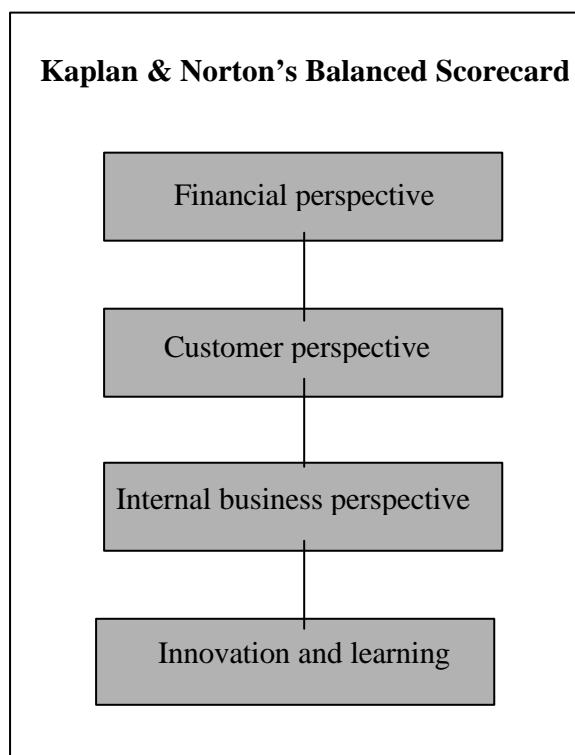 Kaplan & Norton’s Balanced Scorecard
Financial perspective
Customer perspective
Internal business perspective
Innovation and learning